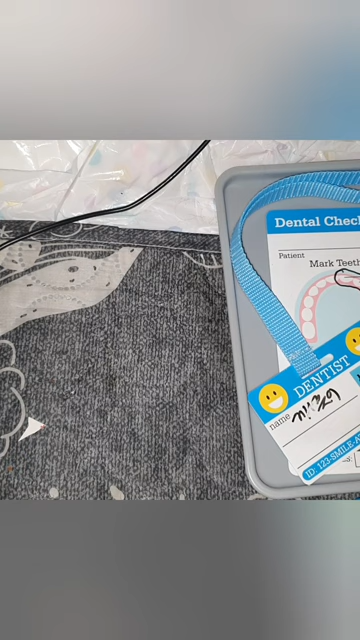 Dental Check
Patient
Mark Teeth
DENTIST
name
ID: 123-SMILE-A